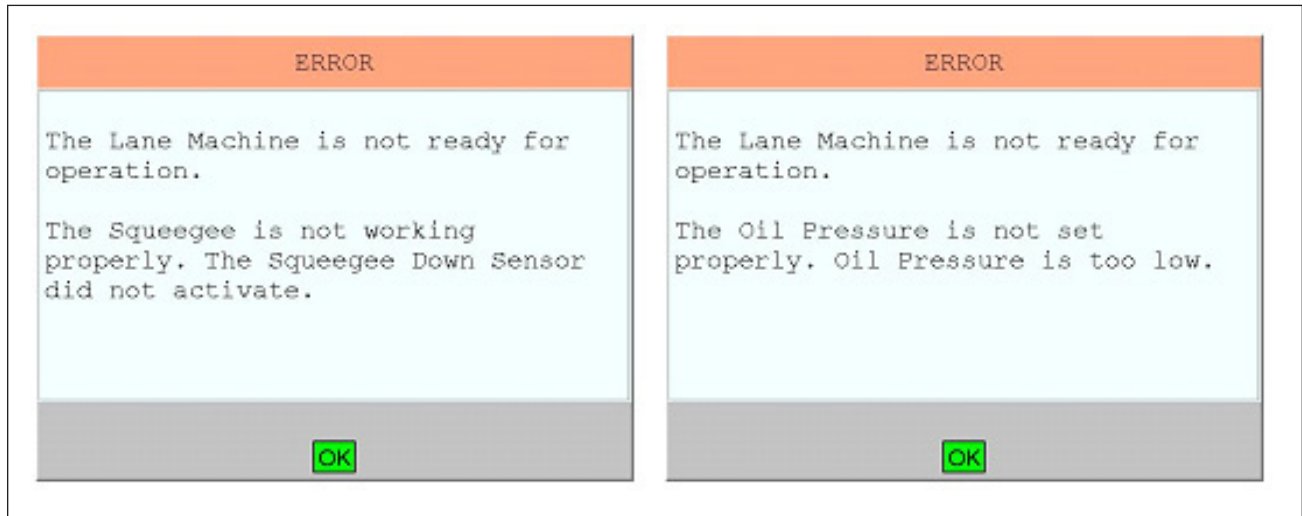 ERROR
The Lane Machine is not ready for
operation.
The Squeegee is not working
properly. The Squeegee Down Sensor
did not activate.
OK
ERROR
The Lane Machine is not ready for
operation.
The Oil Pressure is not set
properly. Oil Pressure is too low.
OK